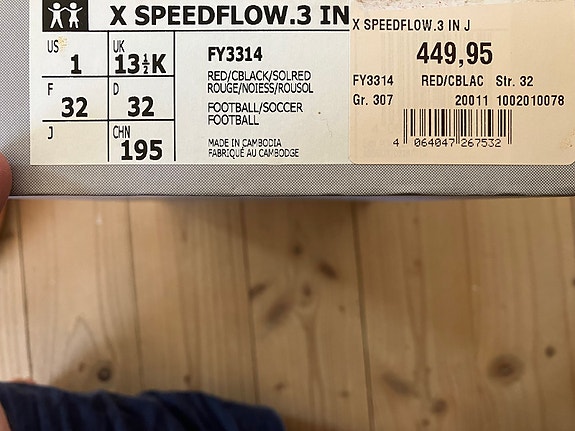 X SPEEDFLOW.3 IN
US 1
UK 13½K
F 32
D 32
J
CHN 195
FY3314
RED/CBLACK/SOLRED
ROUGE/NOIESS/ROUSOL
FOOTBALL/SOCCER
FOOTBALL
MADE IN CAMBODIA
FABRIQUÉ AU CAMBODGE
X SPEEDFLOW.3 IN J
449,95
FY3314 RED/CBLAC Str. 32
Gr. 307 20011 1002010078
4 064047 267532